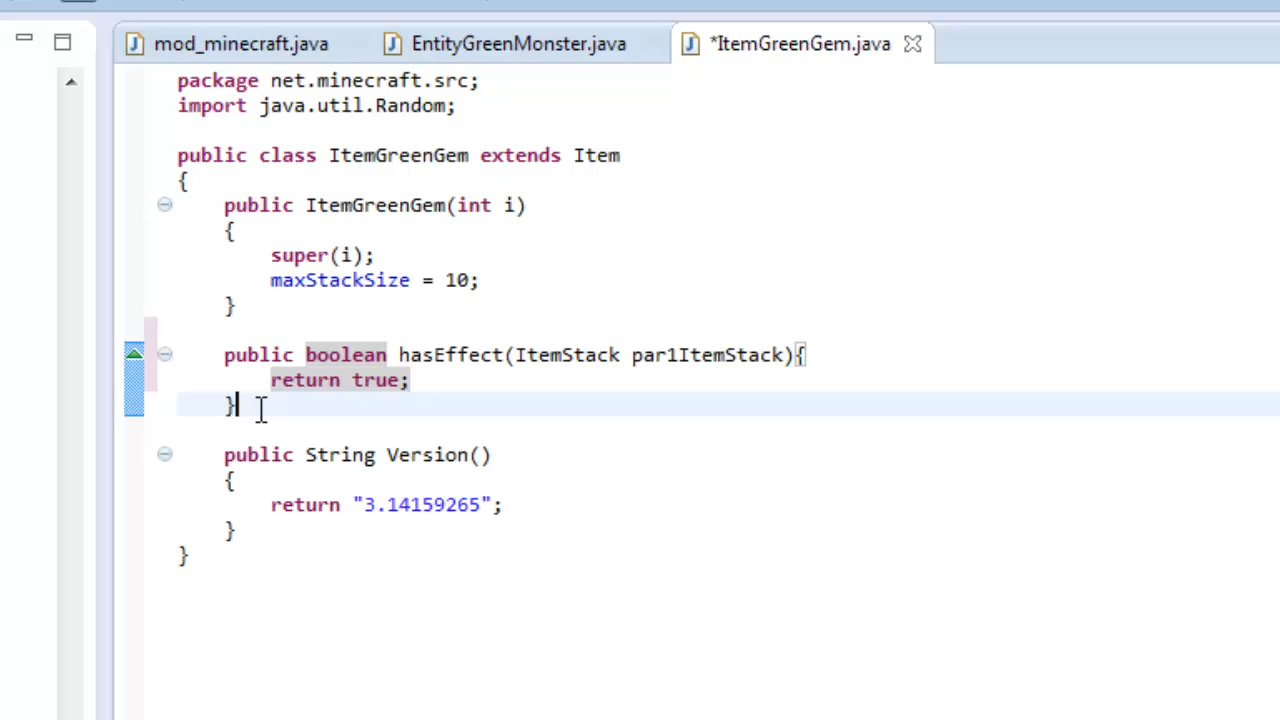 mod_minecraft.java EntityGreenMonster.java *ItemGreenGem.java
package net.minecraft.src;
import java.util.Random;
public class ItemGreenGem extends Item
{
public ItemGreenGem(int i)
{
super(i);
maxStackSize = 10;
}
public boolean hasEffect(ItemStack par1ItemStack){
return true;
}
public String Version()
{
return "3.14159265";
}
}